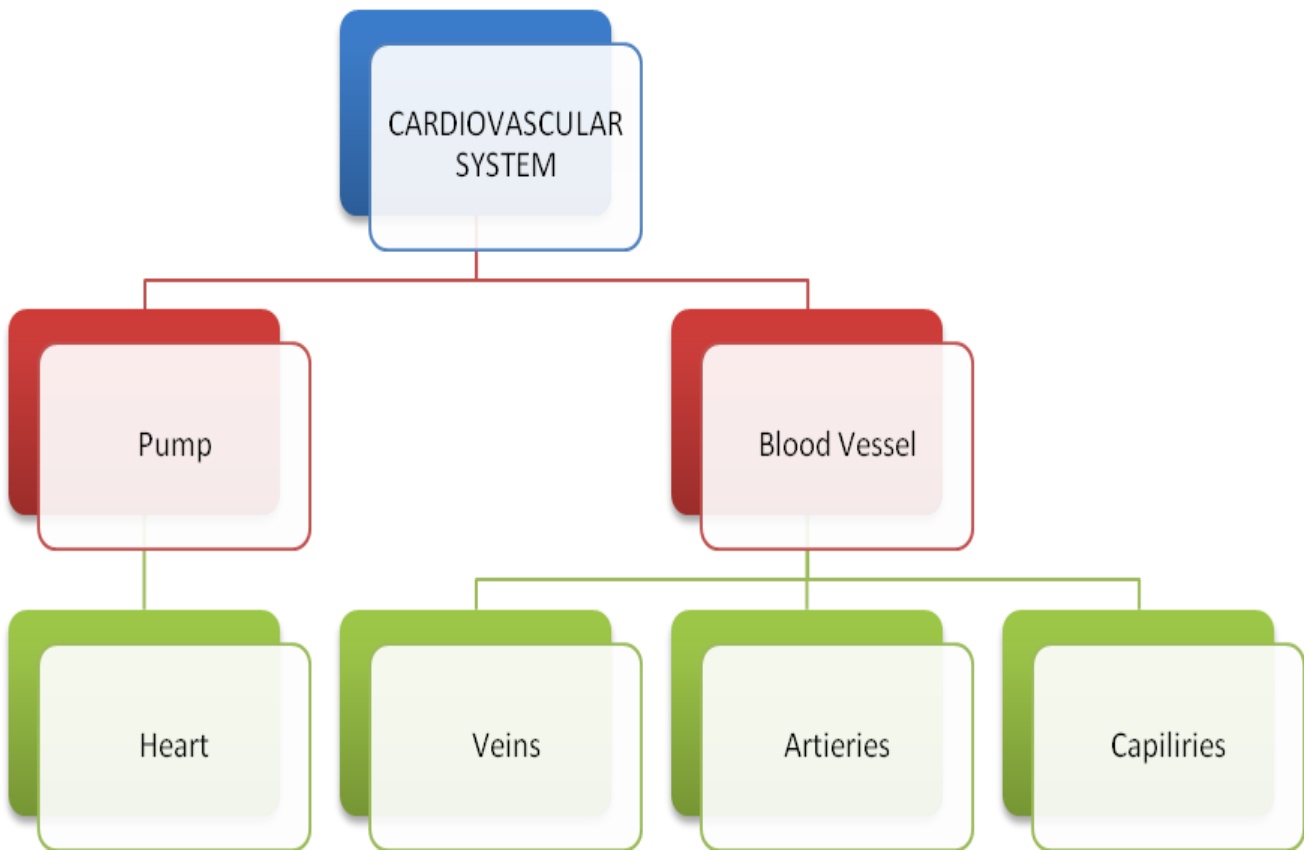 CARDIOVASCULAR
SYSTEM
Pump
Blood Vessel
Heart
Veins
Artieries
Capiliries